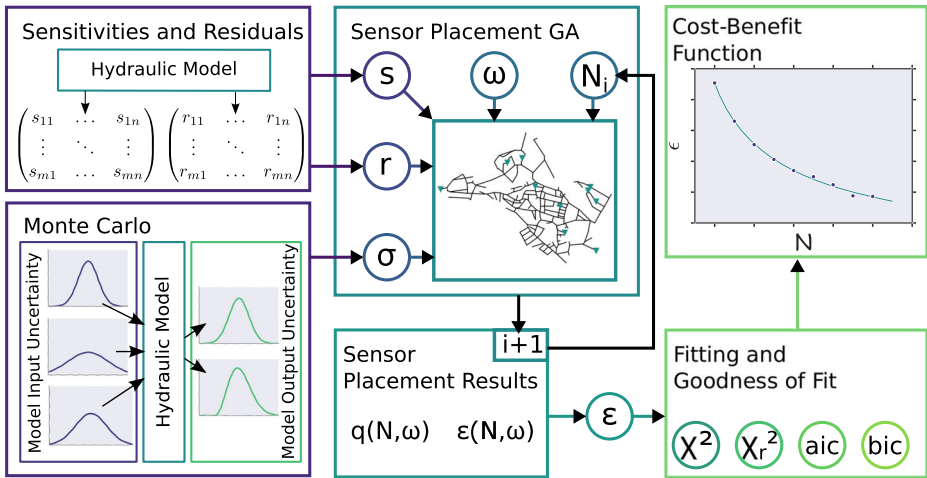 Sensitivities and Residuals
Hydraulic Model
s11 ... s1n
⋮ ⋱ ⋮
sm1 ... smn
r11 ... r1n
⋮ ⋱ ⋮
rm1 ... rmn
Monte Carlo
Model Input Uncertainty
Hydraulic Model
Model Output Uncertainty
Sensor Placement GA
s
ω
Ni
r
σ
i+1
Sensor
Placement Results
q(N,ω) ε(N,ω)
ε
Cost-Benefit
Function
ϵ
N
Fitting and
Goodness of Fit
χ²
χr²
aic
bic